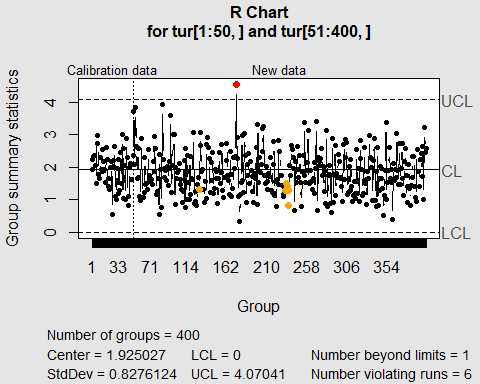 R Chart
for tur[1:50, ] and tur[51:400, ]
Calibration data New data
Group summary statistics
4
3
2
1
0
UCL
CL
LCL
1 33 71 114 162 210 258 306 354
Group
Number of groups = 400
Center = 1.925027 LCL = 0 Number beyond limits = 1
StdDev = 0.8276124 UCL = 4.07041 Number violating runs = 6